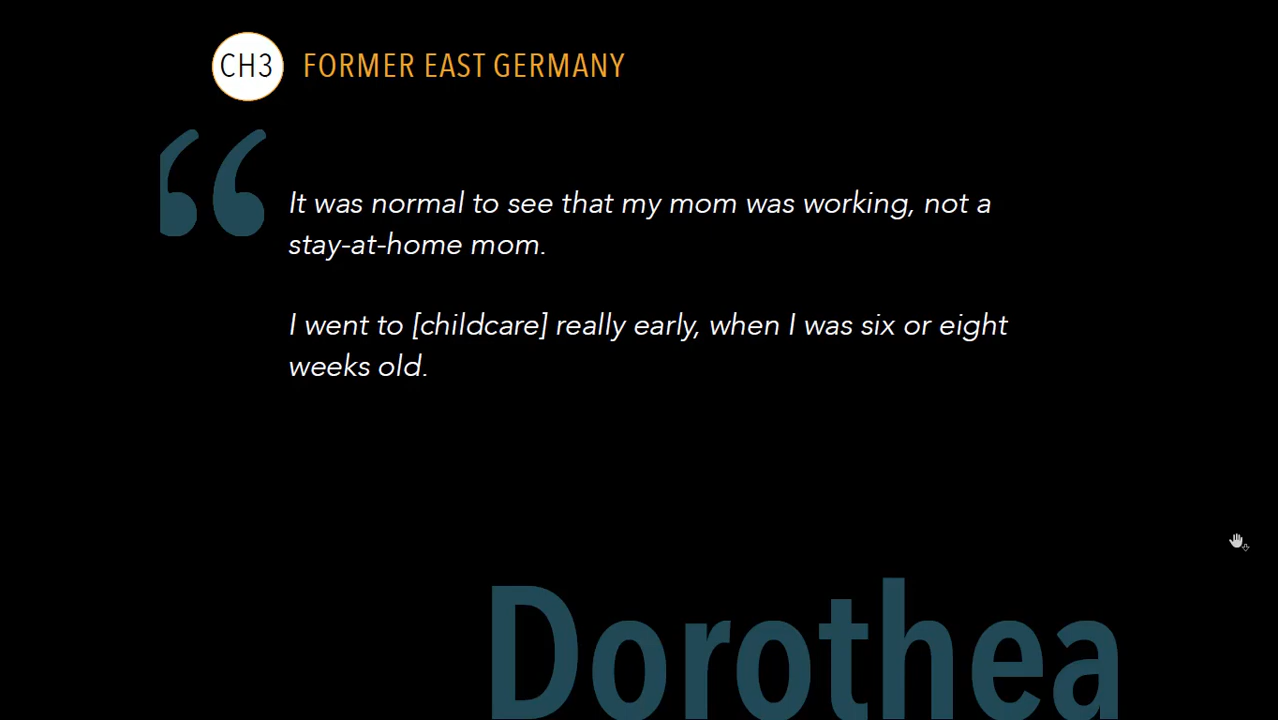 CH3 FORMER EAST GERMANY
“
It was normal to see that my mom was working, not a
stay-at-home mom.
I went to [childcare] really early, when I was six or eight
weeks old.
Dorothea